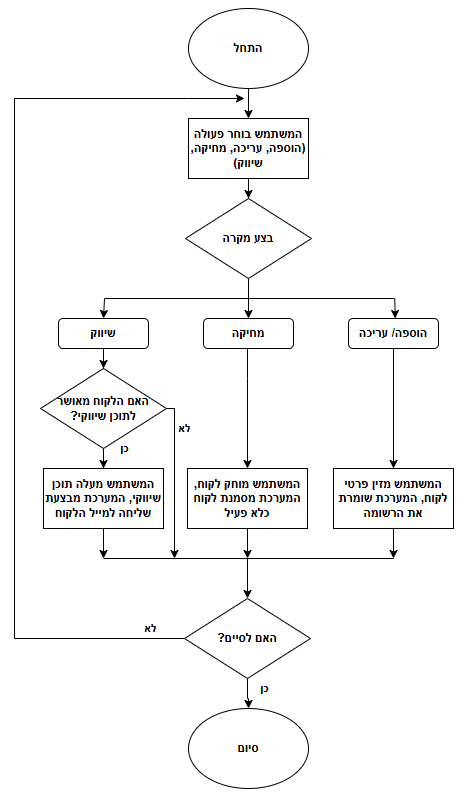 התחל
המשתמש בוחר פעולה
(הוספה, עריכה, מחיקה,
שיווק)
בצע מקרה
הוספה/ עריכה
מחיקה
שיווק
האם הלקוח מאושר
לתוכן שיווקי?
לא
כן
המשתמש מזין פרטי
לקוח, המערכת שומרת
את הרשומה
המשתמש מוחק לקוח,
המערכת מסמנת לקוח
כלא פעיל
המשתמש מעלה תוכן
שיווקי, המערכת מבצעת
שליחה למייל הלקוח
האם לסיים?
לא
כן
סיום